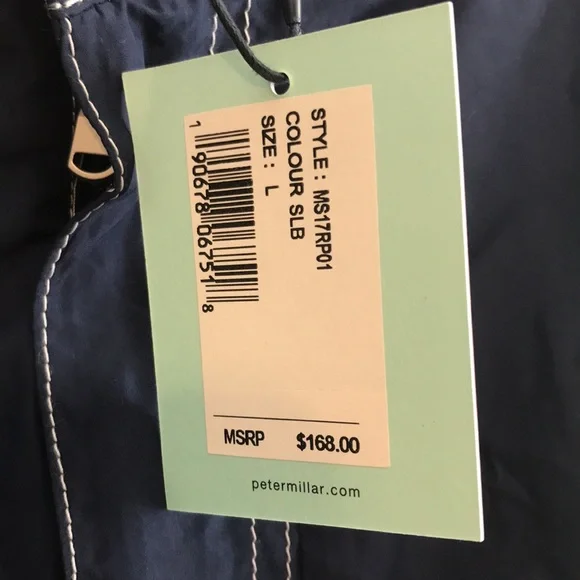 STYLE : MS17RP01
COLOUR SLB
SIZE : L
1 90678 06751 8
MSRP $168.00
petermillar.com